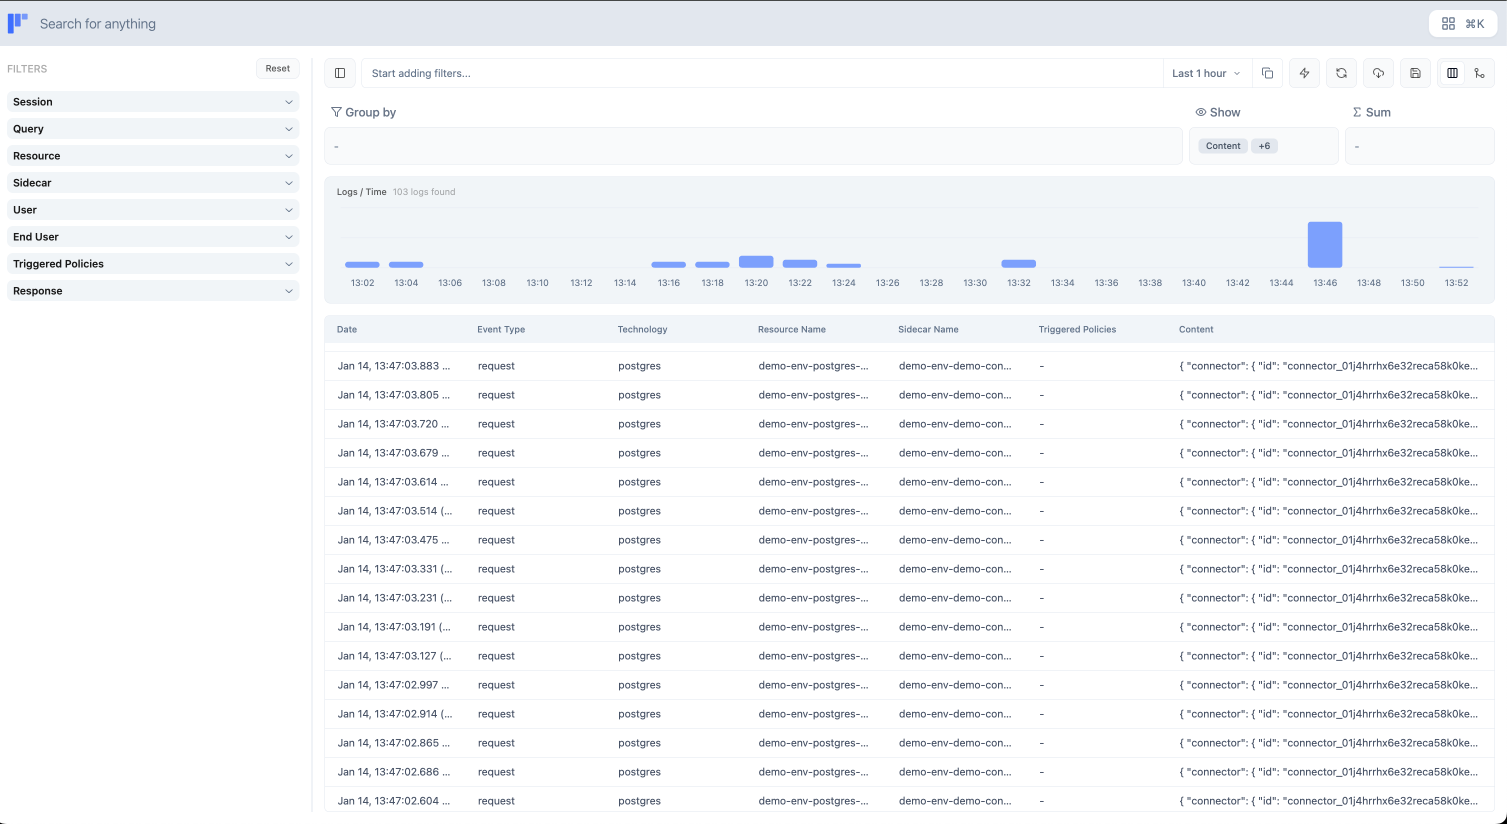 Search for anything
⌘K
FILTERS
Reset
Session
Query
Resource
Sidecar
User
End User
Triggered Policies
Response
Start adding filters...
Last 1 hour
Group by
-
Show
Content +6
Σ Sum
-
Logs / Time 103 logs found
13:02 13:04 13:06 13:08 13:10 13:12 13:14 13:16 13:18 13:20 13:22 13:24 13:26 13:28 13:30 13:32 13:34 13:36 13:38 13:40 13:42 13:44 13:46 13:48 13:50 13:52
Date Event Type Technology Resource Name Sidecar Name Triggered Policies Content
Jan 14, 13:47:03.883 ... request postgres demo-env-postgres-... demo-env-demo-con... - { "connector": { "id": "connector_01j4hrrhx6e32reca58k0ke...
Jan 14, 13:47:03.805 ... request postgres demo-env-postgres-... demo-env-demo-con... - { "connector": { "id": "connector_01j4hrrhx6e32reca58k0ke...
Jan 14, 13:47:03.720 ... request postgres demo-env-postgres-... demo-env-demo-con... - { "connector": { "id": "connector_01j4hrrhx6e32reca58k0ke...
Jan 14, 13:47:03.679 ... request postgres demo-env-postgres-... demo-env-demo-con... - { "connector": { "id": "connector_01j4hrrhx6e32reca58k0ke...
Jan 14, 13:47:03.614 ... request postgres demo-env-postgres-... demo-env-demo-con... - { "connector": { "id": "connector_01j4hrrhx6e32reca58k0ke...
Jan 14, 13:47:03.514 (... request postgres demo-env-postgres-... demo-env-demo-con... - { "connector": { "id": "connector_01j4hrrhx6e32reca58k0ke...
Jan 14, 13:47:03.475 ... request postgres demo-env-postgres-... demo-env-demo-con... - { "connector": { "id": "connector_01j4hrrhx6e32reca58k0ke...
Jan 14, 13:47:03.331 (... request postgres demo-env-postgres-... demo-env-demo-con... - { "connector": { "id": "connector_01j4hrrhx6e32reca58k0ke...
Jan 14, 13:47:03.231 (... request postgres demo-env-postgres-... demo-env-demo-con... - { "connector": { "id": "connector_01j4hrrhx6e32reca58k0ke...
Jan 14, 13:47:03.191 (... request postgres demo-env-postgres-... demo-env-demo-con... - { "connector": { "id": "connector_01j4hrrhx6e32reca58k0ke...
Jan 14, 13:47:03.127 (... request postgres demo-env-postgres-... demo-env-demo-con... - { "connector": { "id": "connector_01j4hrrhx6e32reca58k0ke...
Jan 14, 13:47:02.997 ... request postgres demo-env-postgres-... demo-env-demo-con... - { "connector": { "id": "connector_01j4hrrhx6e32reca58k0ke...
Jan 14, 13:47:02.914 (... request postgres demo-env-postgres-... demo-env-demo-con... - { "connector": { "id": "connector_01j4hrrhx6e32reca58k0ke...
Jan 14, 13:47:02.865 ... request postgres demo-env-postgres-... demo-env-demo-con... - { "connector": { "id": "connector_01j4hrrhx6e32reca58k0ke...
Jan 14, 13:47:02.686 ... request postgres demo-env-postgres-... demo-env-demo-con... - { "connector": { "id": "connector_01j4hrrhx6e32reca58k0ke...
Jan 14, 13:47:02.604 ... request postgres demo-env-postgres-... demo-env-demo-con... - { "connector": { "id": "connector_01j4hrrhx6e32reca58k0ke...